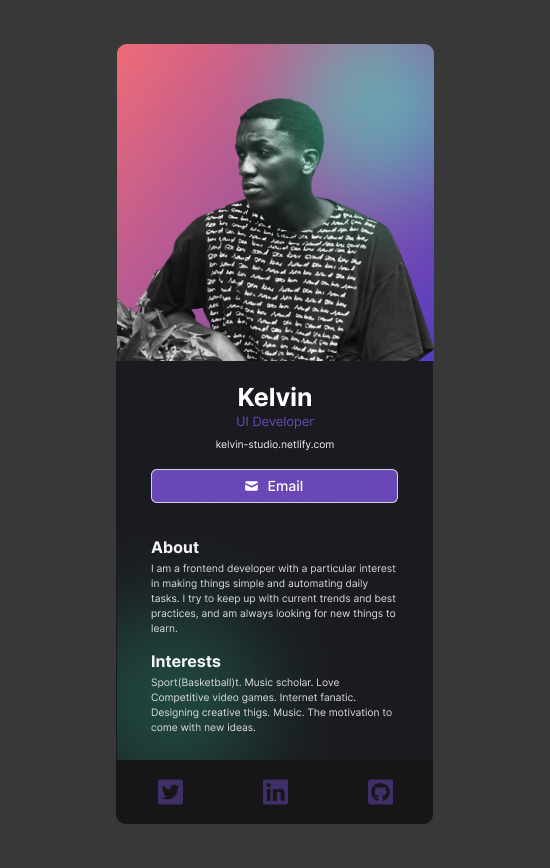 Kelvin
UI Developer
kelvin-studio.netlify.com
Email
About
I am a frontend developer with a particular interest
in making things simple and automating daily
tasks. I try to keep up with current trends and best
practices, and am always looking for new things to
learn.
Interests
Sport(Basketball)t. Music scholar. Love
Competitive video games. Internet fanatic.
Designing creative thigs. Music. The motivation to
come with new ideas.
in